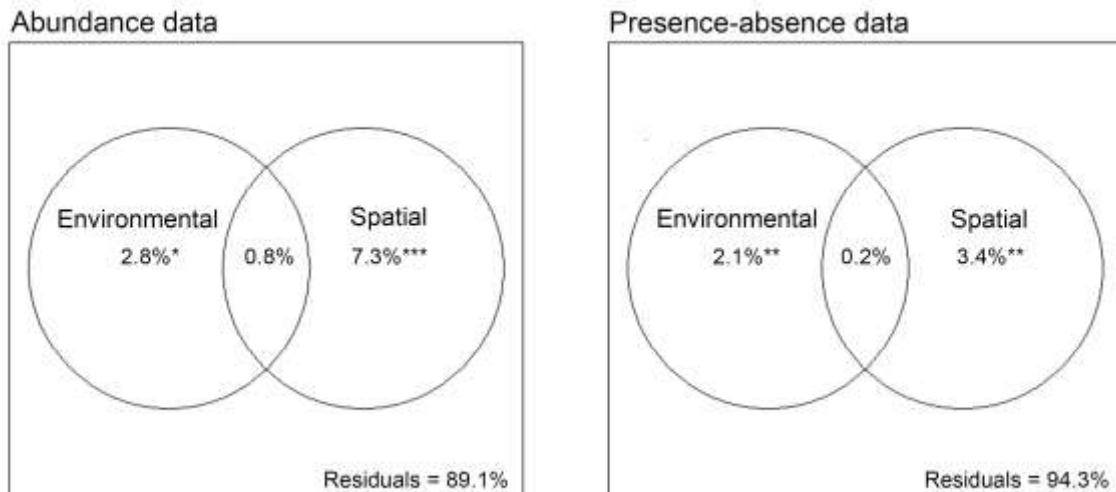 Abundance data
Environmental
2.8%*
0.8%
Spatial
7.3%***
Residuals = 89.1%
Presence-absence data
Environmental
2.1%**
0.2%
Spatial
3.4%**
Residuals = 94.3%